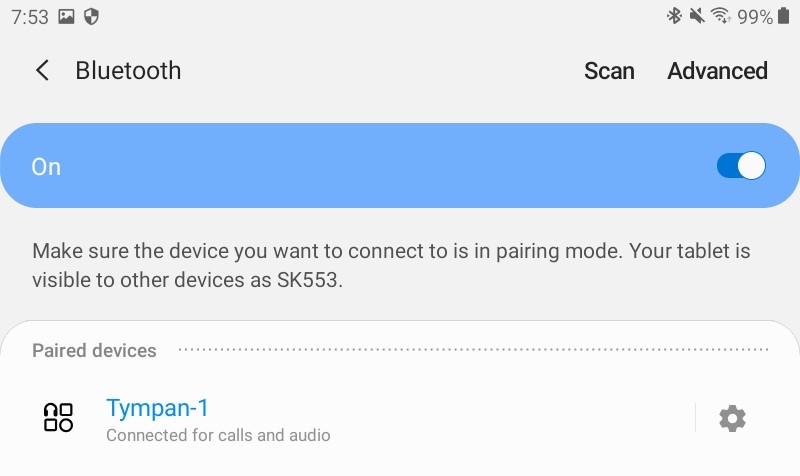 7:53 99%
Bluetooth Scan Advanced
On
Make sure the device you want to connect to is in pairing mode. Your tablet is
visible to other devices as SK553.
Paired devices
Tympan-1
Connected for calls and audio